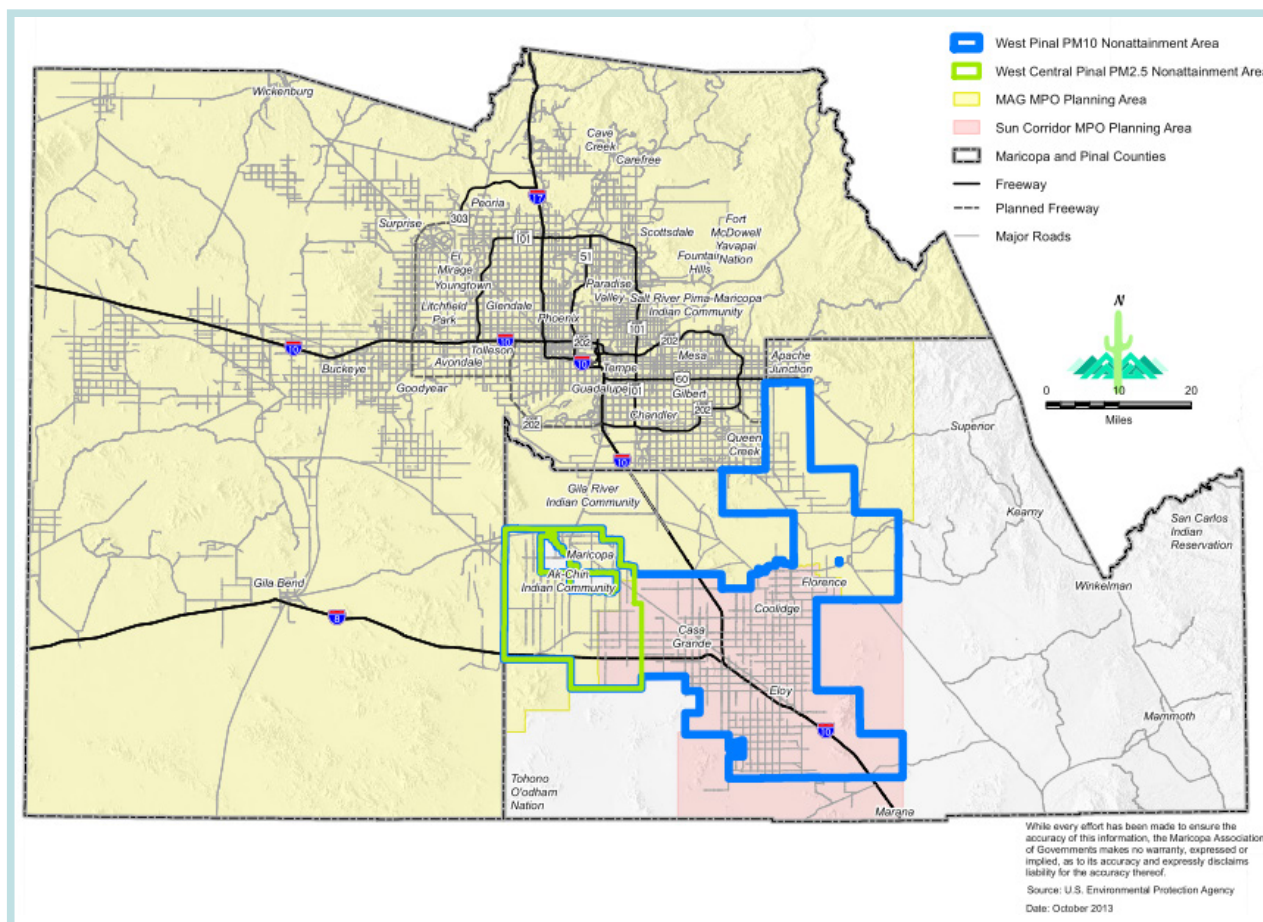 West Pinal PM10 Nonattainment Area
West Central Pinal PM2.5 Nonattainment Area
MAG MPO Planning Area
Sun Corridor MPO Planning Area
Maricopa and Pinal Counties
Freeway
Planned Freeway
Major Roads
N
0 10 20
Miles
Wickenburg
Cave
Creek
Carefree
17
Peoria
303
Surprise
101
Scottsdale
Fort
McDowell
Yavapai
Nation
51
Fountain
Hills
El
Mirage
Youngtown
Paradise
Valley
Salt River Pima-Maricopa
Indian Community
Litchfield
Park
Glendale
Phoenix
101
10
10
202
202
Tolleson
Mesa
Apache
Junction
Buckeye
Avondale
10
Tempe
Goodyear
Guadalupe
101
60
Gilbert
202
Chandler
202
Queen
Creek
Superior
10
Gila River
Indian Community
Kearny
San Carlos
Indian
Reservation
Maricopa
Ak-Chin
Indian Community
Gila Bend
Florence
Winkelman
8
Coolidge
Casa
Grande
Eloy
Mammoth
10
Tohono
O'odham
Nation
Marana
While every effort has been made to ensure the
accuracy of this information, the Maricopa Association
of Governments makes no warranty, expressed or
implied, as to its accuracy and expressly disclaims
liability for the accuracy thereof.
Source: U.S. Environmental Protection Agency
Date: October 2013